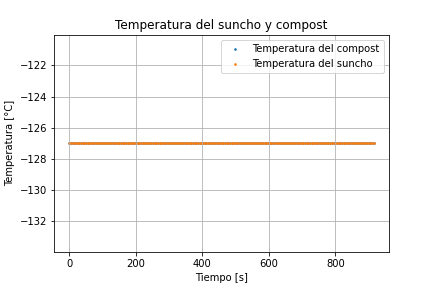 Temperatura del suncho y compost
Temperatura del compost
Temperatura del suncho
−122
−124
−126
−128
−130
−132
Temperatura [°C]
0
200
400
600
800
Tiempo [s]